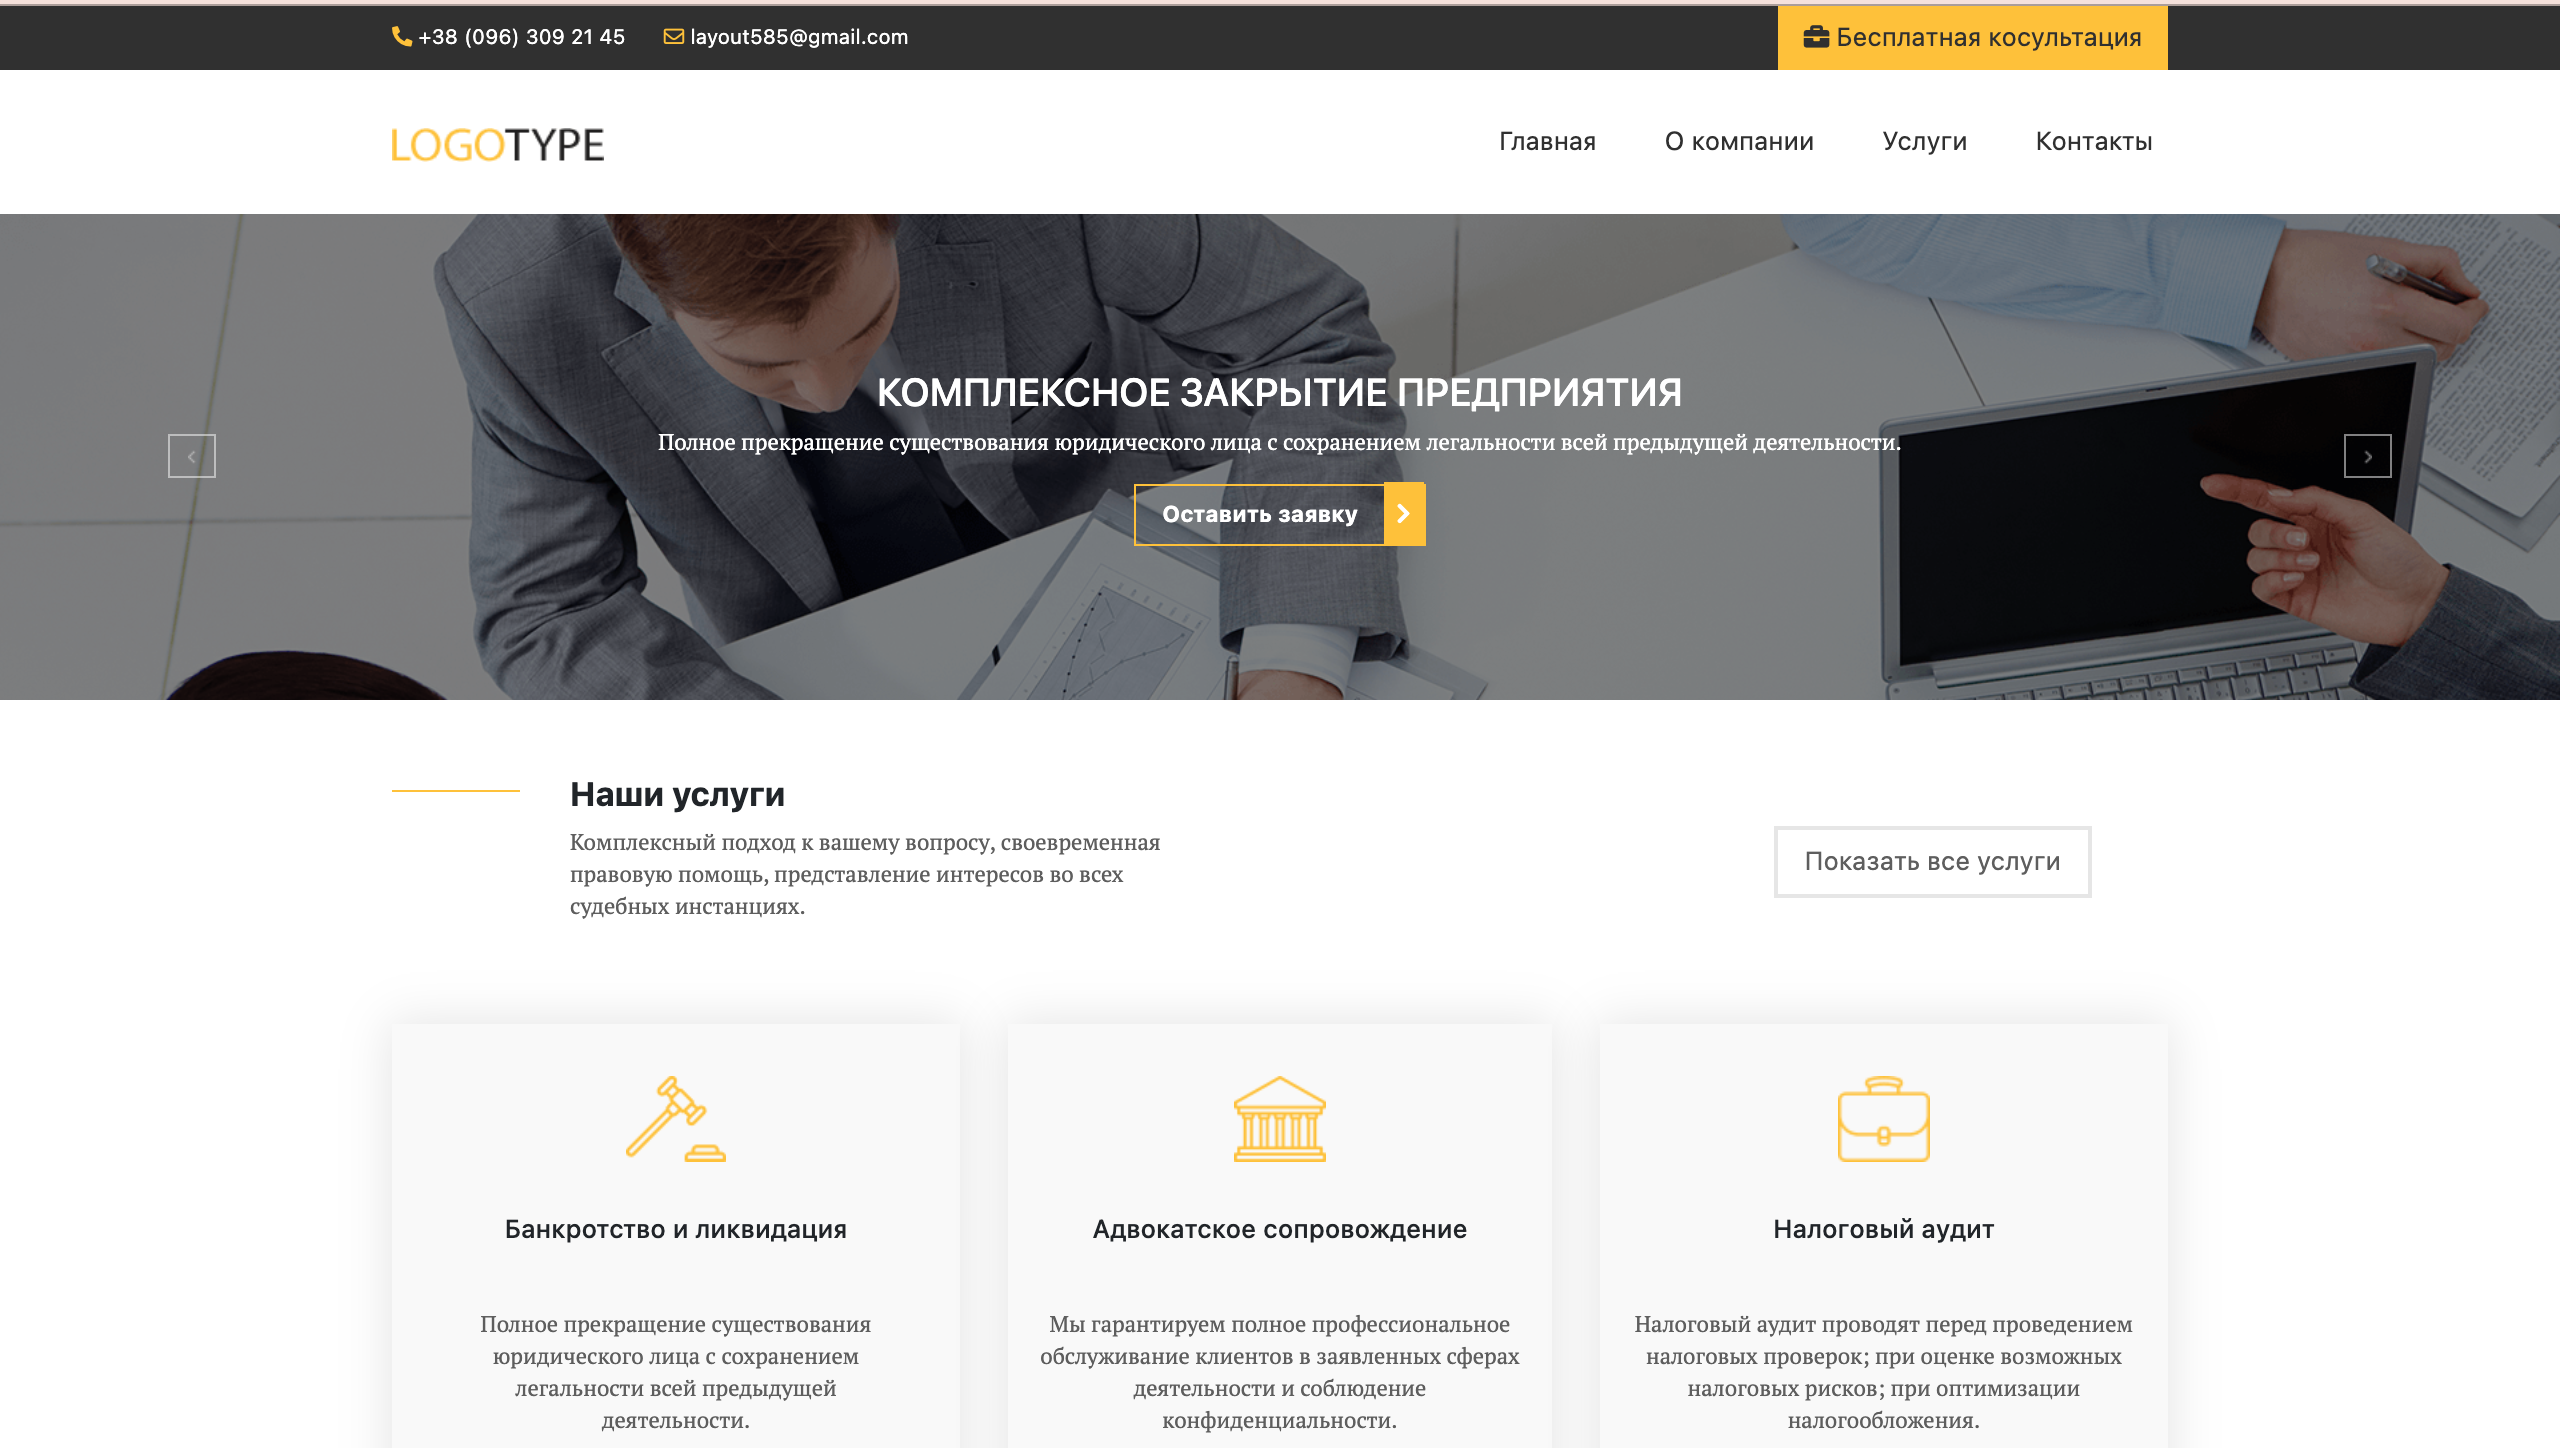 +38 (096) 309 21 45 layout585@gmail.com Бесплатная косультация
LOGOTYPE Главная О компании Услуги Контакты
КОМПЛЕКСНОЕ ЗАКРЫТИЕ ПРЕДПРИЯТИЯ
Полное прекращение существования юридического лица с сохранением легальности всей предыдущей деятельности.
Оставить заявку
Наши услуги
Комплексный подход к вашему вопросу, своевременная
правовую помощь, представление интересов во всех
судебных инстанциях.
Показать все услуги
Банкротство и ликвидация
Полное прекращение существования
юридического лица с сохранением
легальности всей предыдущей
деятельности.
Адвокатское сопровождение
Мы гарантируем полное профессиональное
обслуживание клиентов в заявленных сферах
деятельности и соблюдение
конфиденциальности.
Налоговый аудит
Налоговый аудит проводят перед проведением
налоговых проверок; при оценке возможных
налоговых рисков; при оптимизации
налогообложения.